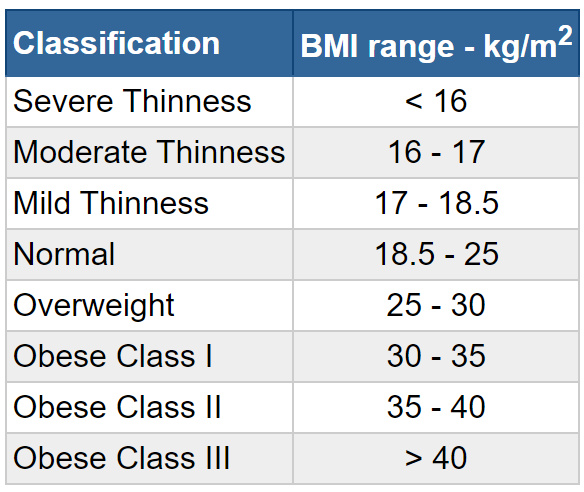 Classification BMI range - kg/m²
Severe Thinness < 16
Moderate Thinness 16 - 17
Mild Thinness 17 - 18.5
Normal 18.5 - 25
Overweight 25 - 30
Obese Class I 30 - 35
Obese Class II 35 - 40
Obese Class III > 40